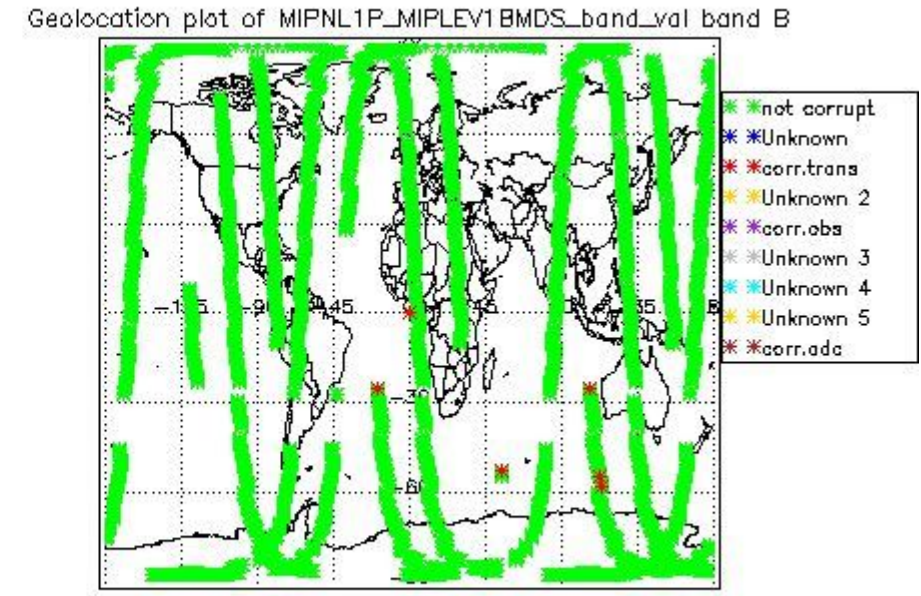 Geolocation plot of MIPNL1P_MIPLEV1BMDS_band_val band B
not corrupt
Unknown
corr.trans
Unknown 2
corr.obs
Unknown 3
Unknown 4
Unknown 5
corr.adc
-90
-30
-60